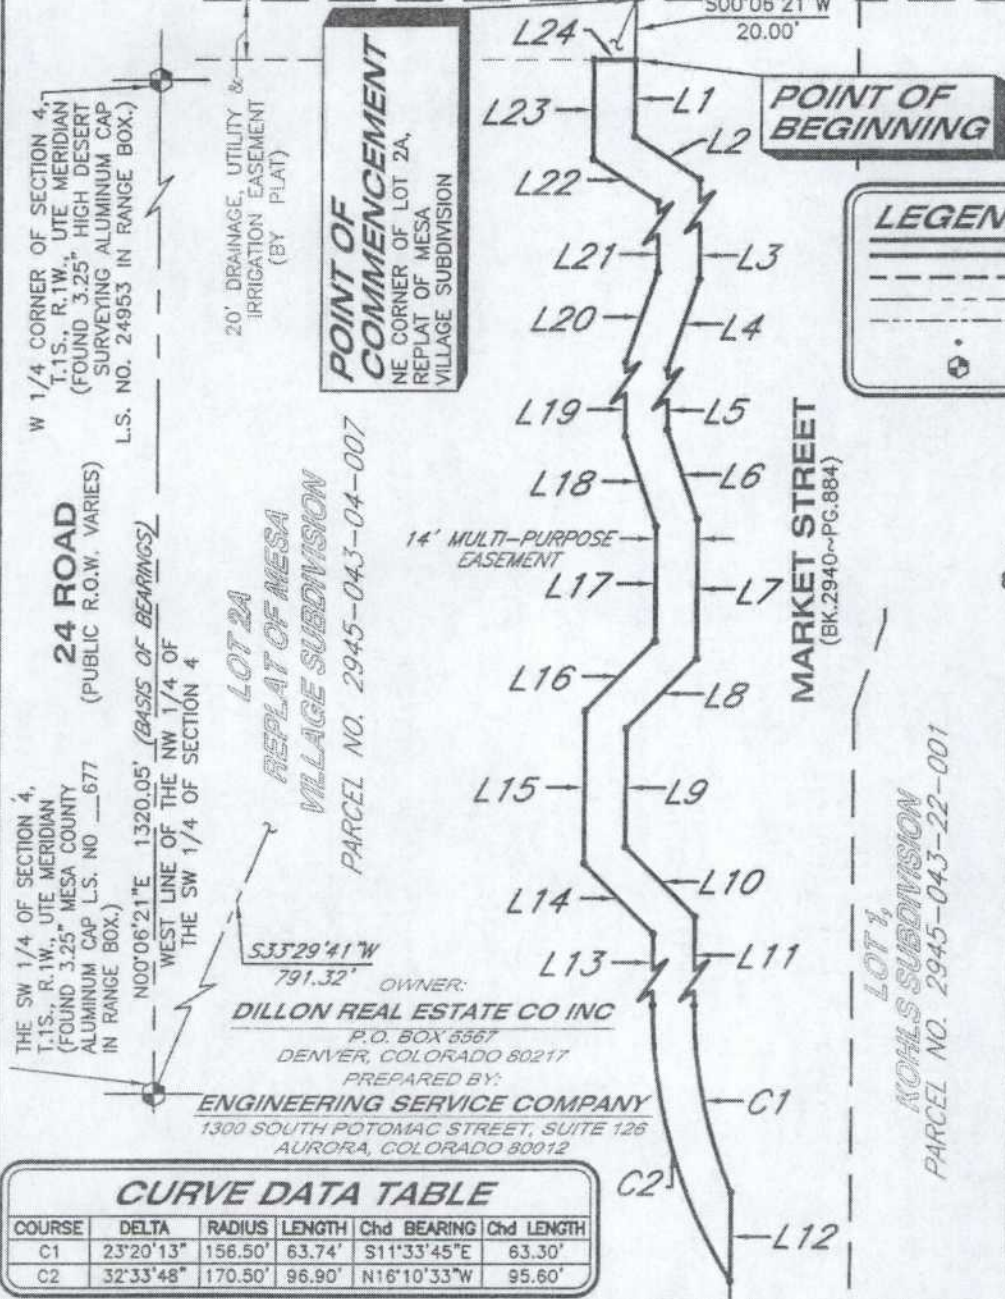 S00°06'21"W
20.00'
L24
L1
L23
L2
L22
L21
L3
L20
L4
L19
L5
L18
L6
14' MULTI-PURPOSE
EASEMENT
L17
L7
L16
L8
L15
L9
L14
L10
L13
L11
C1
C2
L12
POINT OF
BEGINNING
POINT OF
COMMENCEMENT
NE CORNER OF LOT 2A,
REPLAT OF MESA
VILLAGE SUBDIVISION
20' DRAINAGE, UTILITY &
IRRIGATION EASEMENT
(BY PLAT)
W 1/4 CORNER OF SECTION 4,
T.1S., R.1W., UTE MERIDIAN
(FOUND 3.25" HIGH DESERT
SURVEYING ALUMINUM CAP
L.S. NO. 24953 IN RANGE BOX.)
24 ROAD
(PUBLIC R.O.W. VARIES)
N00°06'21"E 1320.05' (BASIS OF BEARINGS)
WEST LINE OF THE NW 1/4 OF
THE SW 1/4 OF SECTION 4
THE SW 1/4 OF SECTION 4,
T.1S., R.1W., UTE MERIDIAN
(FOUND 3.25" MESA COUNTY
ALUMINUM CAP L.S. NO __677
IN RANGE BOX.)
LOT 2A
REPLAT OF MESA
VILLAGE SUBDIVISION
PARCEL NO. 2945-043-04-007
MARKET STREET
(BK.2940~PG.884)
LOT 1,
KOHLS SUBDIVISION
PARCEL NO. 2945-043-22-001
LEGEN
S33°29'41"W
791.32'
OWNER:
DILLON REAL ESTATE CO INC
P.O. BOX 5567
DENVER, COLORADO 80217
PREPARED BY:
ENGINEERING SERVICE COMPANY
1300 SOUTH POTOMAC STREET, SUITE 126
AURORA, COLORADO 80012
CURVE DATA TABLE
COURSE DELTA RADIUS LENGTH Chd BEARING Chd LENGTH
C1 23°20'13" 156.50' 63.74' S11°33'45"E 63.30'
C2 32°33'48" 170.50' 96.90' N16°10'33"W 95.60'